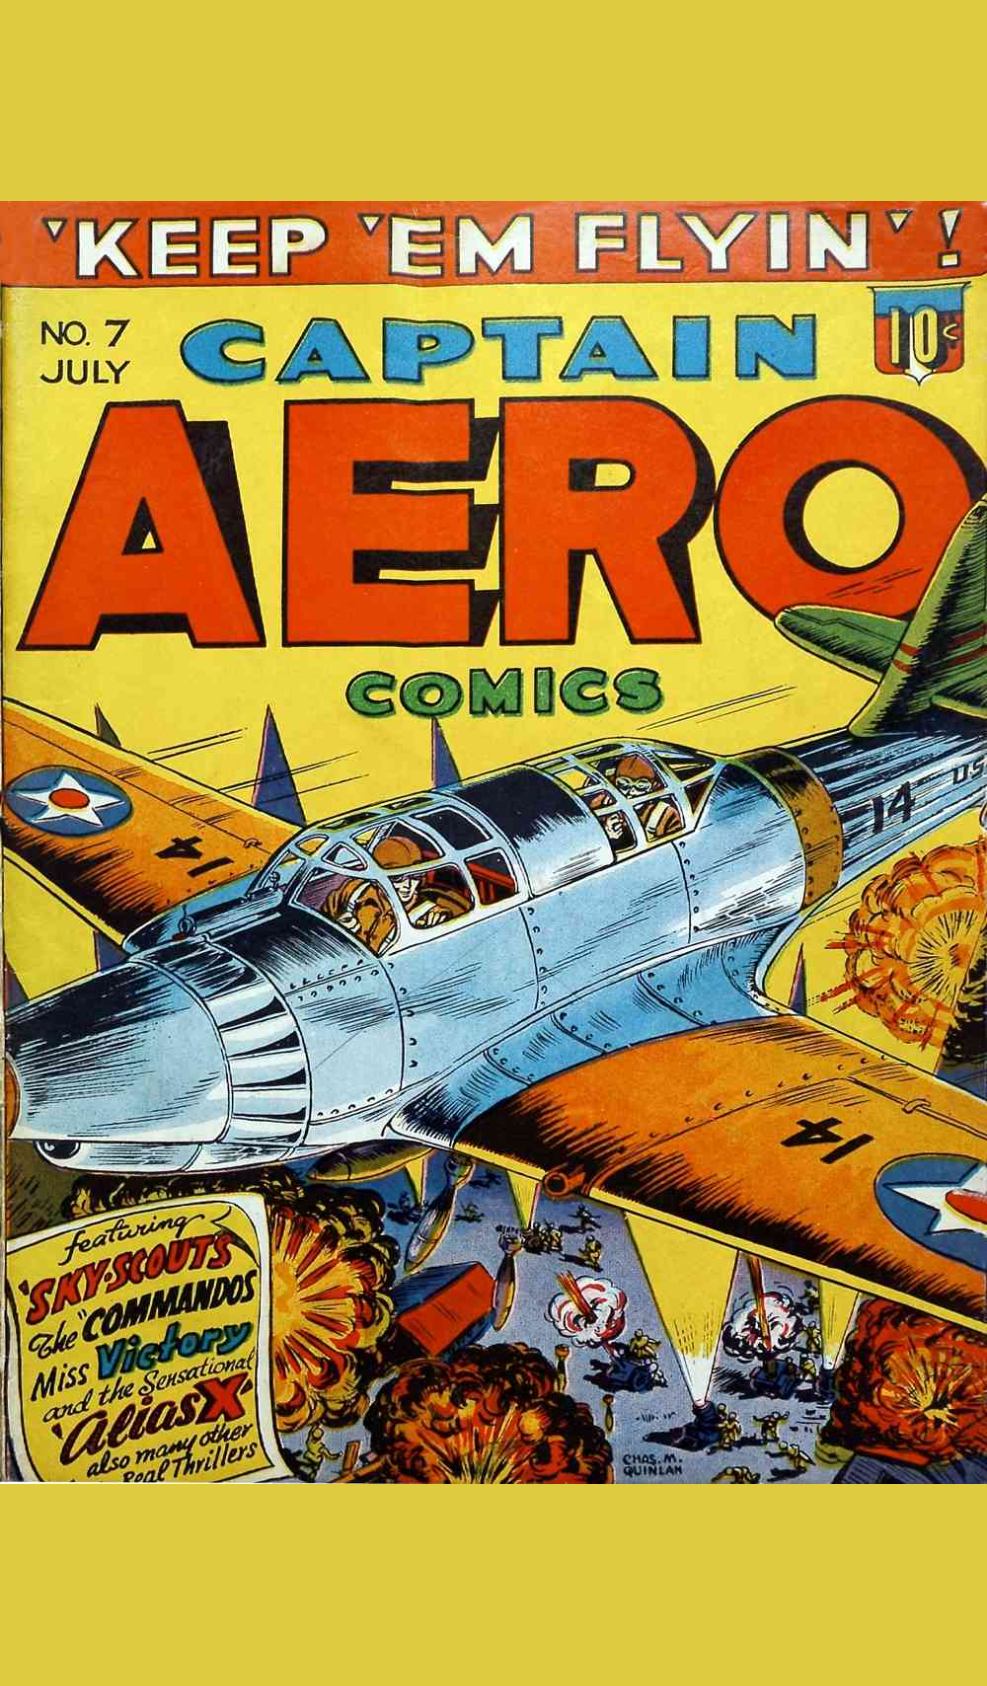 'KEEP 'EM FLYIN'!
NO. 7
JULY
CAPTAIN
10¢
AERO
COMICS
14
US
14
14
featuring
'SKY-SCOUTS
The "COMMANDOS
Miss Victory
and the Sensational
'Alias X'
also many other
Real Thrillers
CHAS. M.
QUINLAN